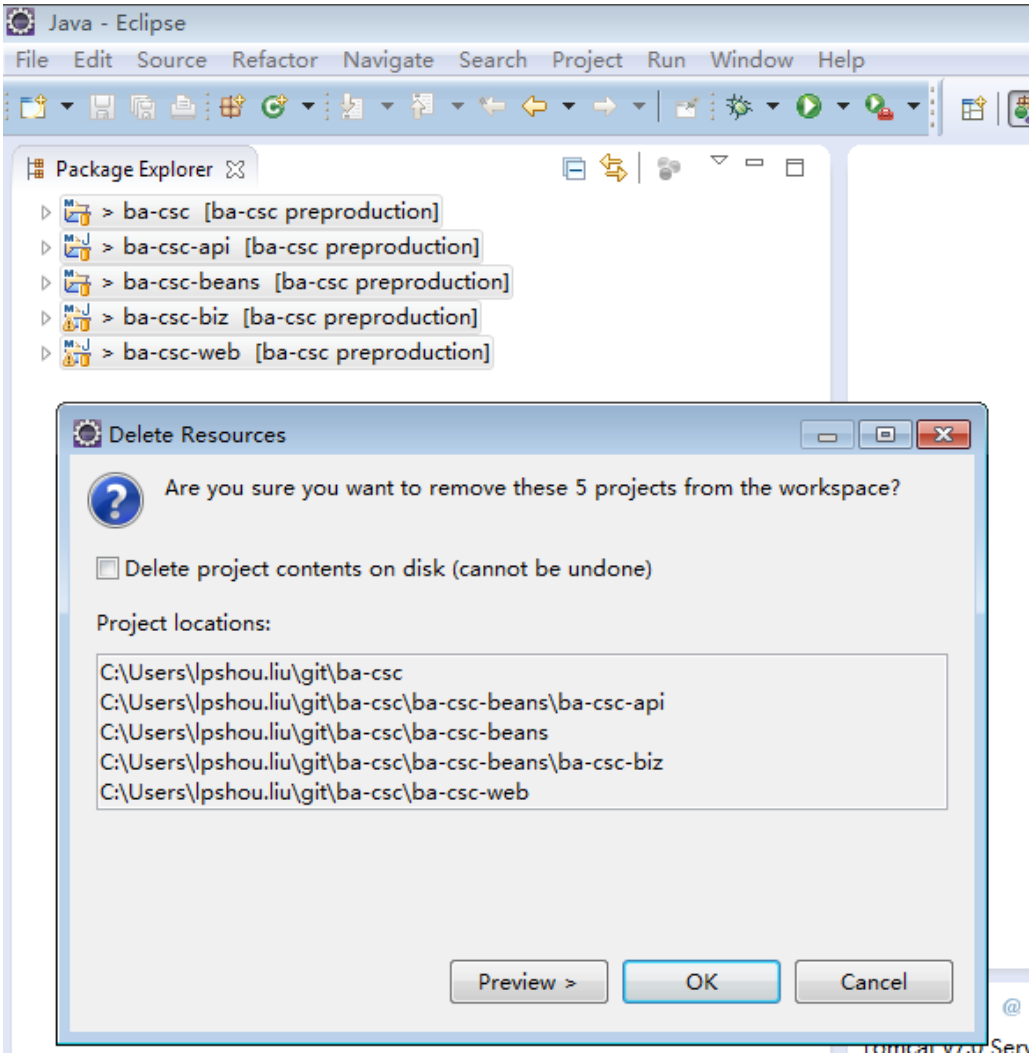 Java - Eclipse
File Edit Source Refactor Navigate Search Project Run Window Help
Package Explorer
> ba-csc [ba-csc preproduction]
> ba-csc-api [ba-csc preproduction]
> ba-csc-beans [ba-csc preproduction]
> ba-csc-biz [ba-csc preproduction]
> ba-csc-web [ba-csc preproduction]
Delete Resources
Are you sure you want to remove these 5 projects from the workspace?
Delete project contents on disk (cannot be undone)
Project locations:
C:\Users\lpshou.liu\git\ba-csc
C:\Users\lpshou.liu\git\ba-csc\ba-csc-beans\ba-csc-api
C:\Users\lpshou.liu\git\ba-csc\ba-csc-beans
C:\Users\lpshou.liu\git\ba-csc\ba-csc-beans\ba-csc-biz
C:\Users\lpshou.liu\git\ba-csc\ba-csc-web
Preview > OK Cancel
@
Tomcat v7.0 Serv